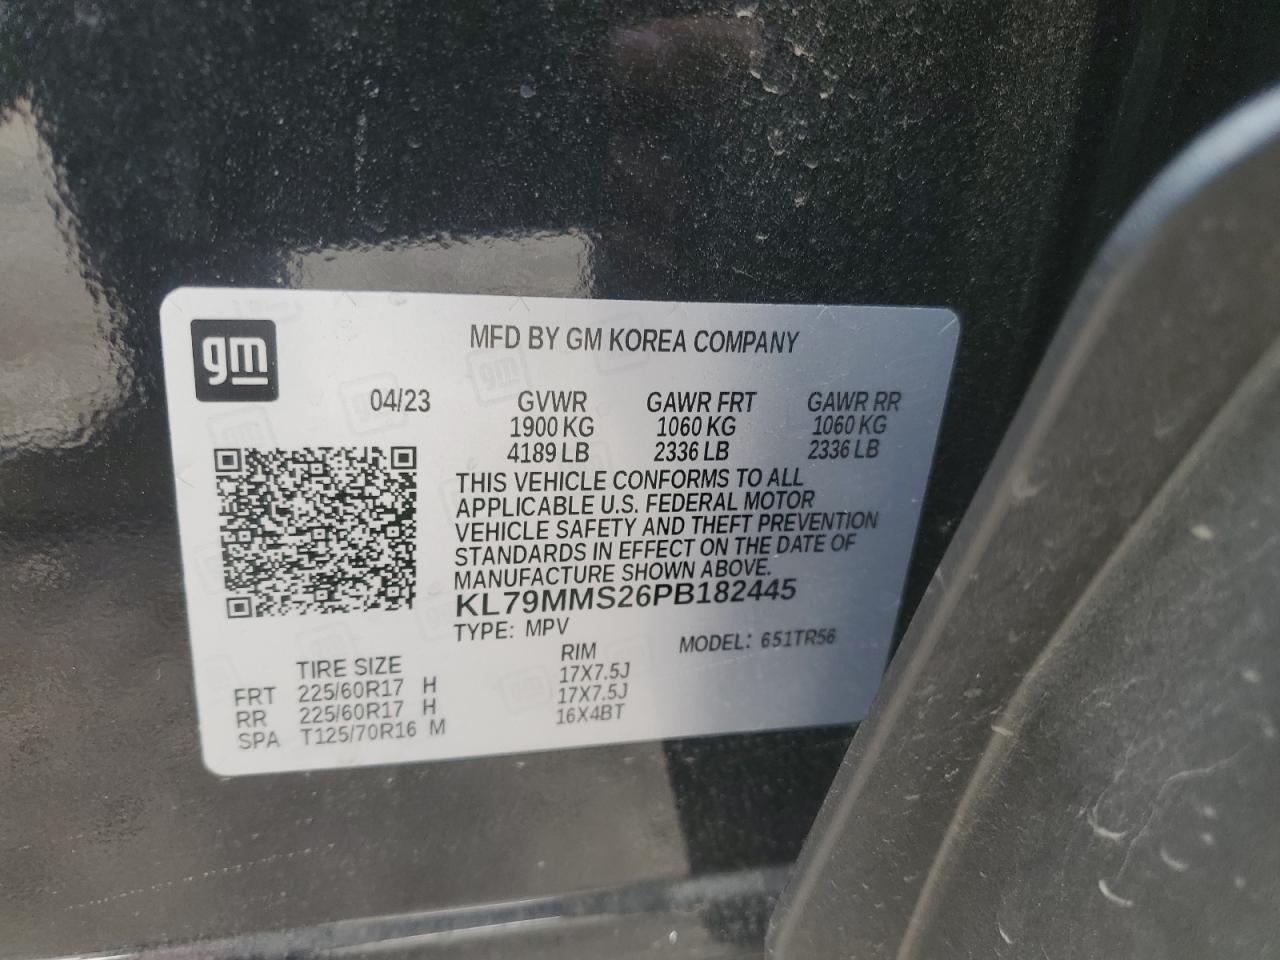 gm
MFD BY GM KOREA COMPANY
04/23 GVWR GAWR FRT GAWR RR
1900 KG 1060 KG 1060 KG
4189 LB 2336 LB 2336 LB
THIS VEHICLE CONFORMS TO ALL
APPLICABLE U.S. FEDERAL MOTOR
VEHICLE SAFETY AND THEFT PREVENTION
STANDARDS IN EFFECT ON THE DATE OF
MANUFACTURE SHOWN ABOVE.
KL79MMS26PB182445
TYPE: MPV MODEL: 651TR56
TIRE SIZE RIM
FRT 225/60R17 H 17X7.5J
RR 225/60R17 H 17X7.5J
SPA T125/70R16 M 16X4BT